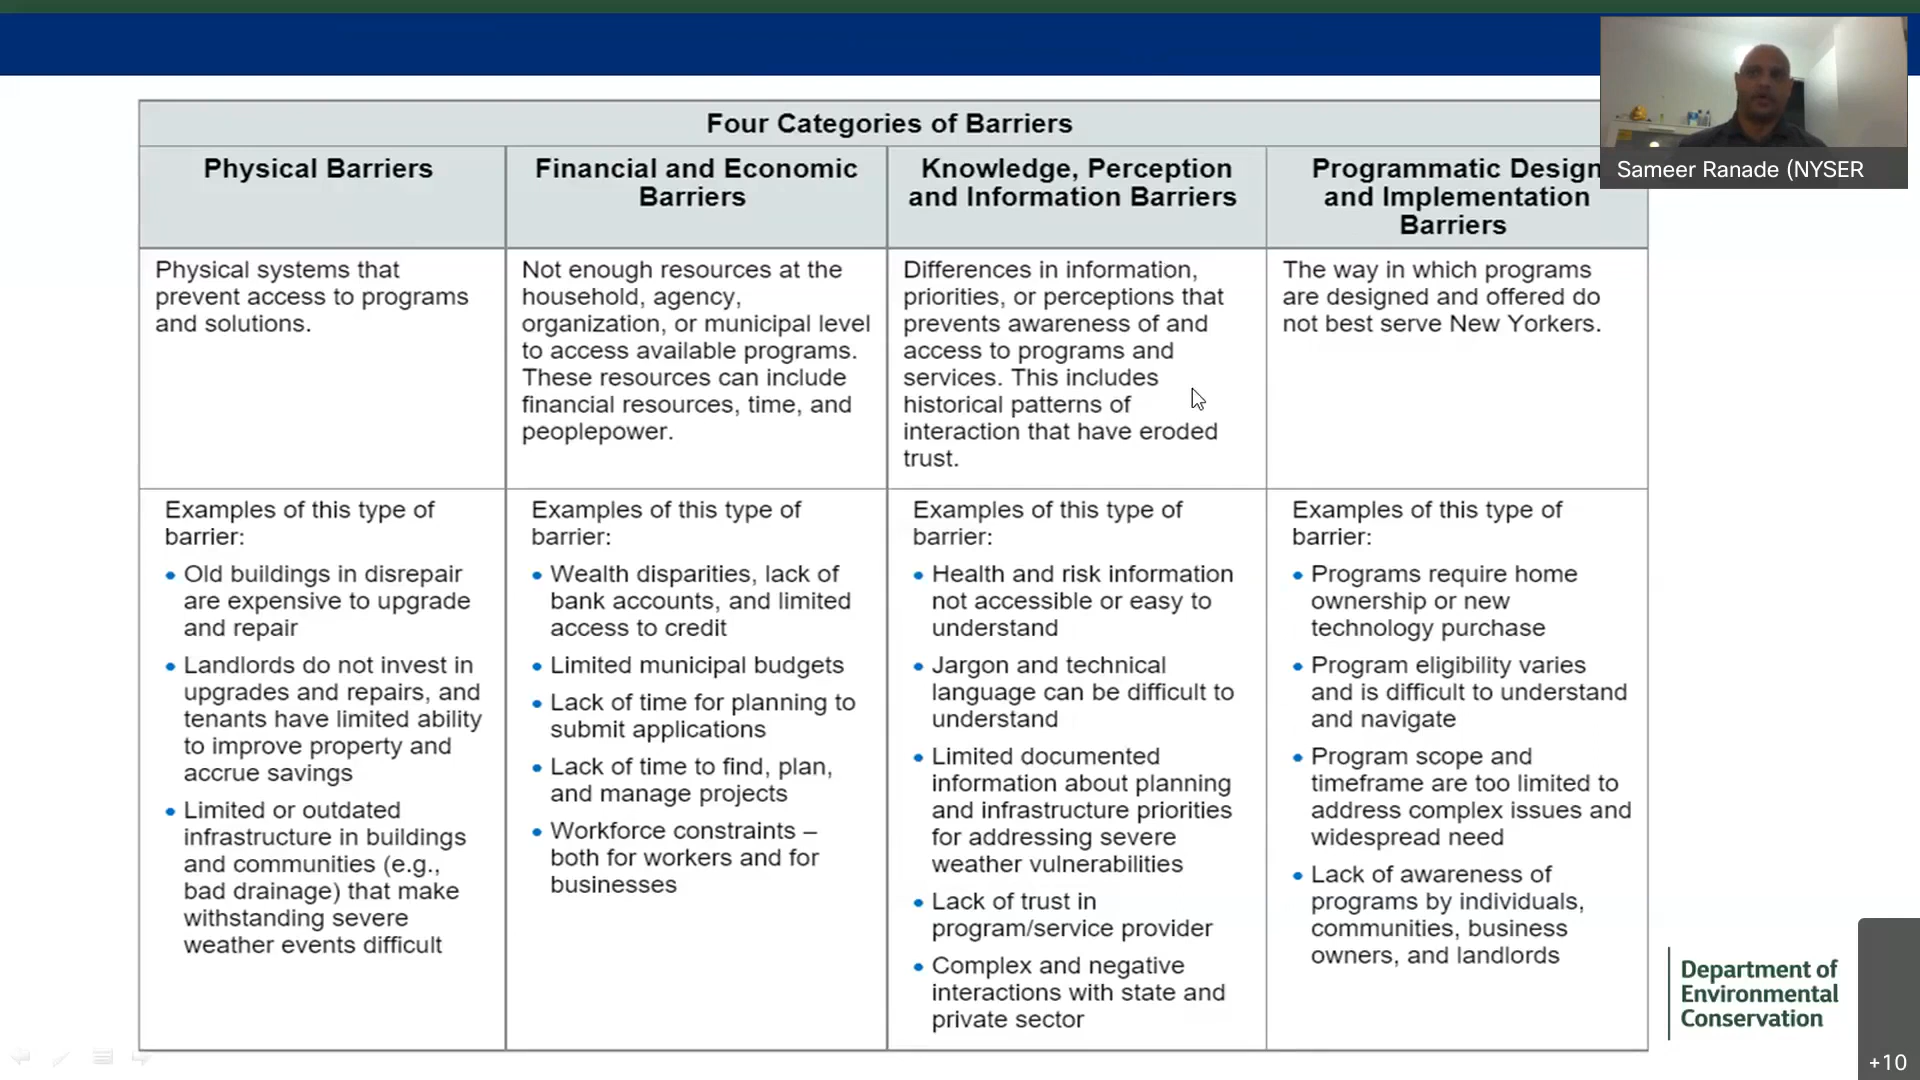 Four Categories of Barriers
Physical Barriers
Financial and Economic
Barriers
Knowledge, Perception
and Information Barriers
Programmatic Design
and Implementation
Barriers
Physical systems that
prevent access to programs
and solutions.
Not enough resources at the
household, agency,
organization, or municipal level
to access available programs.
These resources can include
financial resources, time, and
peoplepower.
Differences in information,
priorities, or perceptions that
prevents awareness of and
access to programs and
services. This includes
historical patterns of
interaction that have eroded
trust.
The way in which programs
are designed and offered do
not best serve New Yorkers.
Examples of this type of
barrier:
• Old buildings in disrepair
are expensive to upgrade
and repair
• Landlords do not invest in
upgrades and repairs, and
tenants have limited ability
to improve property and
accrue savings
• Limited or outdated
infrastructure in buildings
and communities (e.g.,
bad drainage) that make
withstanding severe
weather events difficult
Examples of this type of
barrier:
• Wealth disparities, lack of
bank accounts, and limited
access to credit
• Limited municipal budgets
• Lack of time for planning to
submit applications
• Lack of time to find, plan,
and manage projects
• Workforce constraints –
both for workers and for
businesses
Examples of this type of
barrier:
• Health and risk information
not accessible or easy to
understand
• Jargon and technical
language can be difficult to
understand
• Limited documented
information about planning
and infrastructure priorities
for addressing severe
weather vulnerabilities
• Lack of trust in
program/service provider
• Complex and negative
interactions with state and
private sector
Examples of this type of
barrier:
• Programs require home
ownership or new
technology purchase
• Program eligibility varies
and is difficult to understand
and navigate
• Program scope and
timeframe are too limited to
address complex issues and
widespread need
• Lack of awareness of
programs by individuals,
communities, business
owners, and landlords
Sameer Ranade (NYSER
Department of
Environmental
Conservation
+10